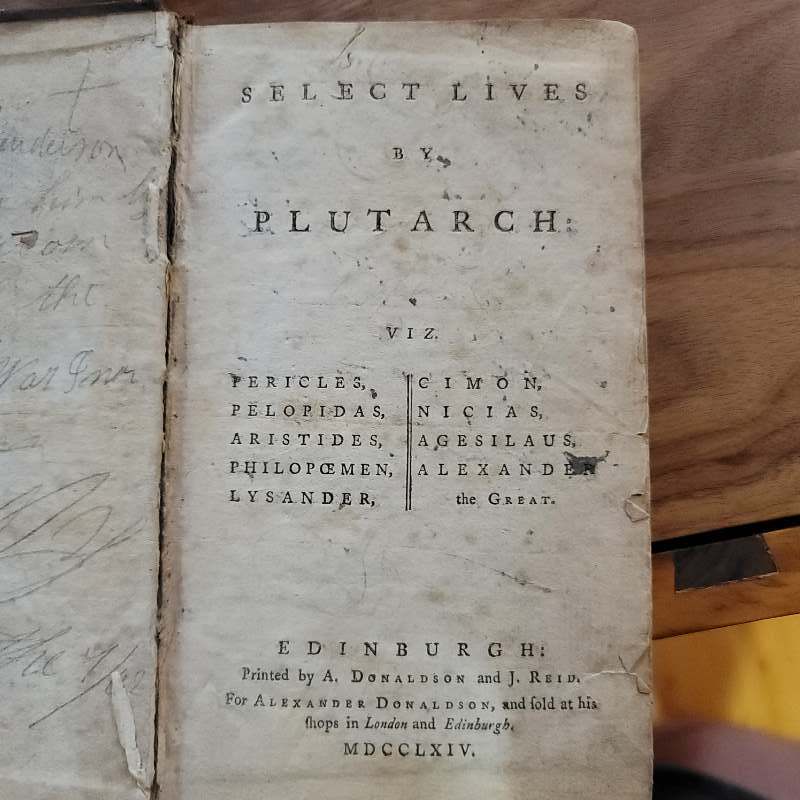 SELECT LIVES
BY
PLUTARCH:
VIZ.
PERICLES,
PELOPIDAS,
ARISTIDES,
PHILOPŒMEN,
LYSANDER,
CIMON,
NICIAS,
AGESILAUS,
ALEXANDER
the GREAT.
EDINBURGH:
Printed by A. DONALDSON and J. REID.
For ALEXANDER DONALDSON, and ſold at his
ſhops in London and Edinburgh.
MDCCLXIV.
the